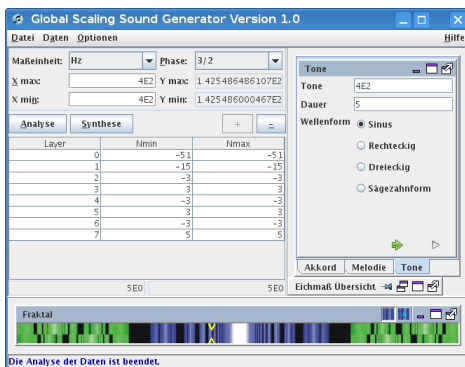 Global Scaling Sound Generator Version 1.0
Datei Daten Optionen Hilfe
Maßeinheit: Hz Phase: 3/2
X max: 4E2 Y max: 1.425486486107E2
X min: 4E2 Y min: 1.425486000467E2
Analyse Synthese + -
Layer Nmin Nmax
0 -51 -51
1 -15 -15
2 -3 -3
3 3 3
4 -3 -3
5 3 3
6 -3 -3
7 5 5
5E0 5E0
Tone
Tone 4E2
Dauer 5
Wellenform Sinus
Rechteckig
Dreieckig
Sägezahnform
Akkord Melodie Tone
Eichmaß Übersicht
Fraktal
Die Analyse der Daten ist beendet.